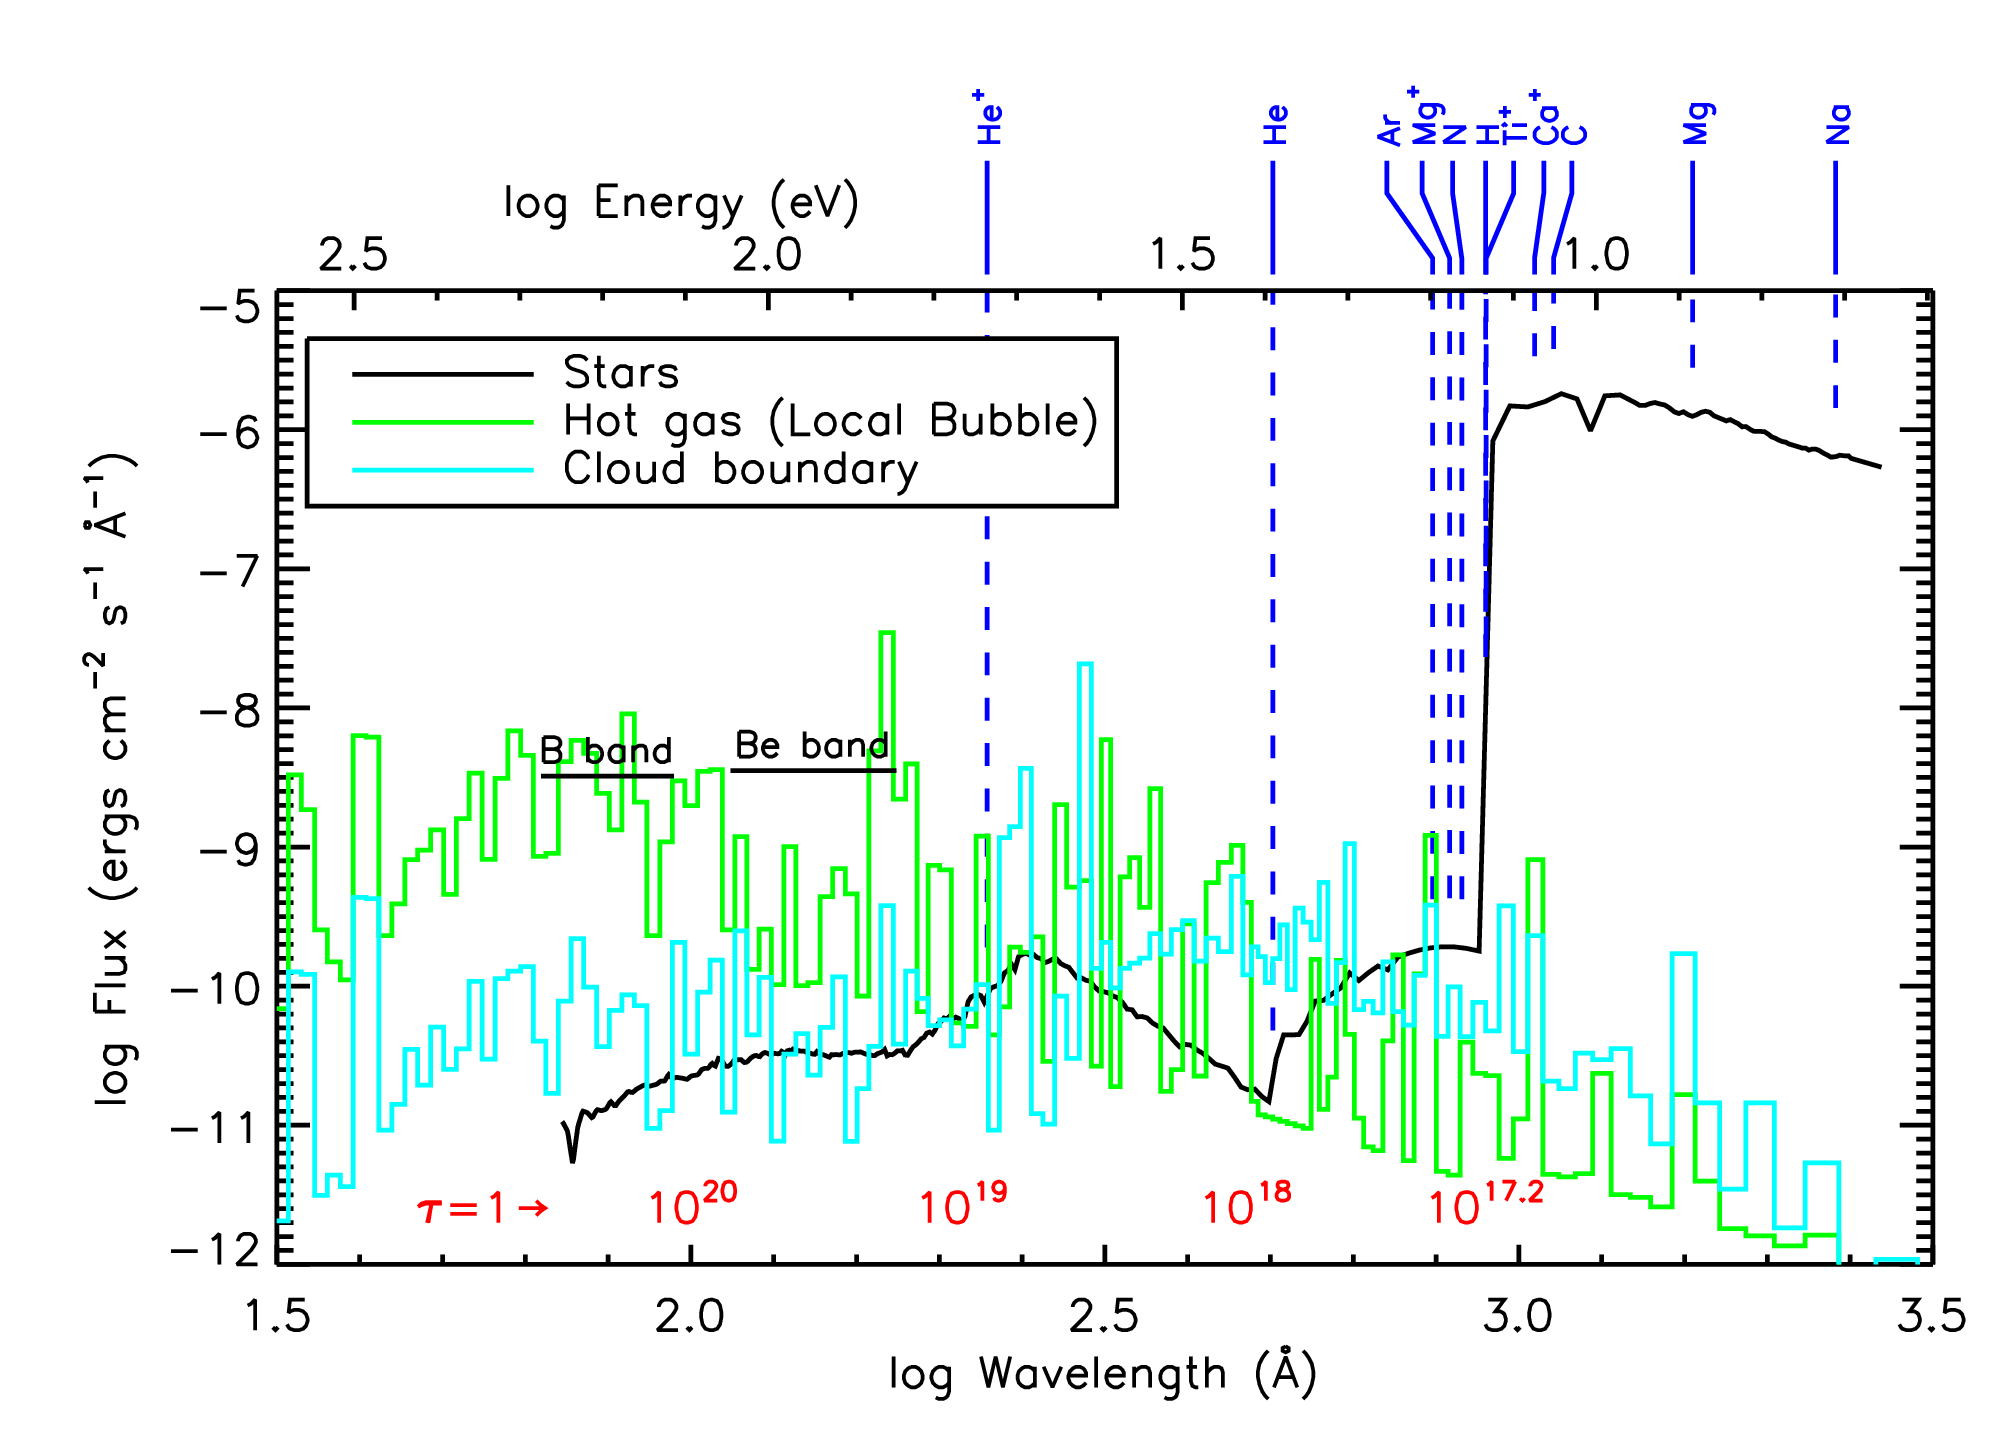 He⁺ He Ar Mg⁺ N H Ti⁺ Ca⁺ C Mg Na
log Energy (eV)
2.5 2.0 1.5 1.0
Stars
Hot gas (Local Bubble)
Cloud boundary
log Flux (ergs cm⁻² s⁻¹ Å⁻¹)
−5
−6
−7
−8
−9
−10
−11
−12
B band Be band
τ=1→ 10²⁰ 10¹⁹ 10¹⁸ 10¹⁷·²
1.5 2.0 2.5 3.0 3.5
log Wavelength (Å)